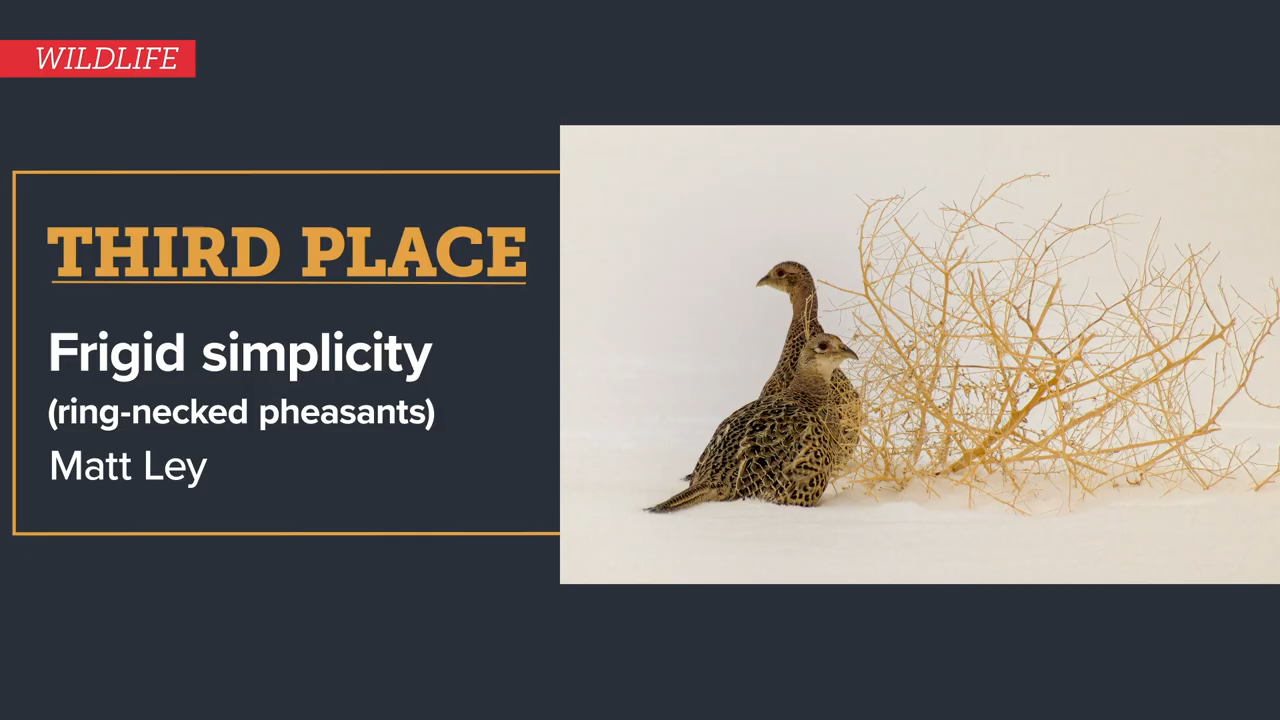 WILDLIFE
THIRD PLACE
Frigid simplicity
(ring-necked pheasants)
Matt Ley